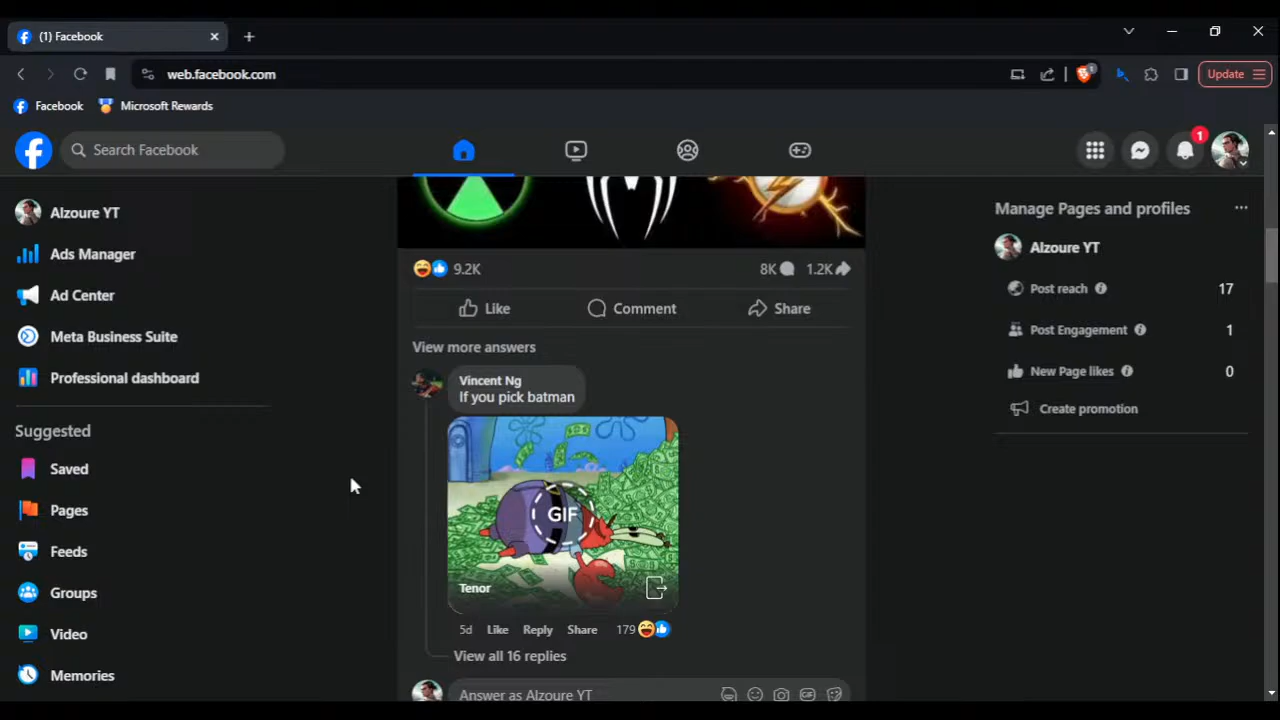 (1) Facebook
web.facebook.com
1
Update
Facebook
Microsoft Rewards
Search Facebook
1
Alzoure YT
Ads Manager
Ad Center
Meta Business Suite
Professional dashboard
Suggested
Saved
Pages
Feeds
Groups
Video
Memories
9.2K
8K
1.2K
Like
Comment
Share
View more answers
Vincent Ng
If you pick batman
GIF
Tenor
5d Like Reply Share 179
View all 16 replies
Answer as Alzoure YT
GIF
Manage Pages and profiles
Alzoure YT
Post reach 17
Post Engagement 1
New Page likes 0
Create promotion